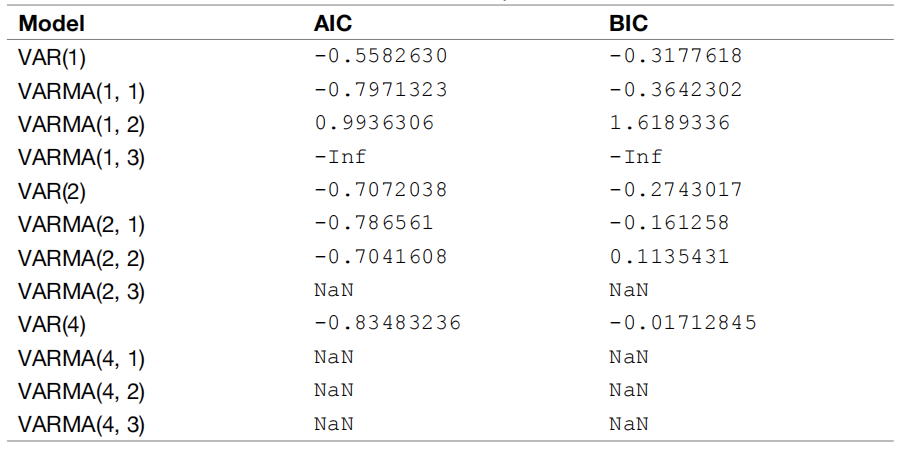 Model AIC BIC
VAR(1) -0.5582630 -0.3177618
VARMA(1, 1) -0.7971323 -0.3642302
VARMA(1, 2) 0.9936306 1.6189336
VARMA(1, 3) -Inf -Inf
VAR(2) -0.7072038 -0.2743017
VARMA(2, 1) -0.786561 -0.161258
VARMA(2, 2) -0.7041608 0.1135431
VARMA(2, 3) NaN NaN
VAR(4) -0.83483236 -0.01712845
VARMA(4, 1) NaN NaN
VARMA(4, 2) NaN NaN
VARMA(4, 3) NaN NaN